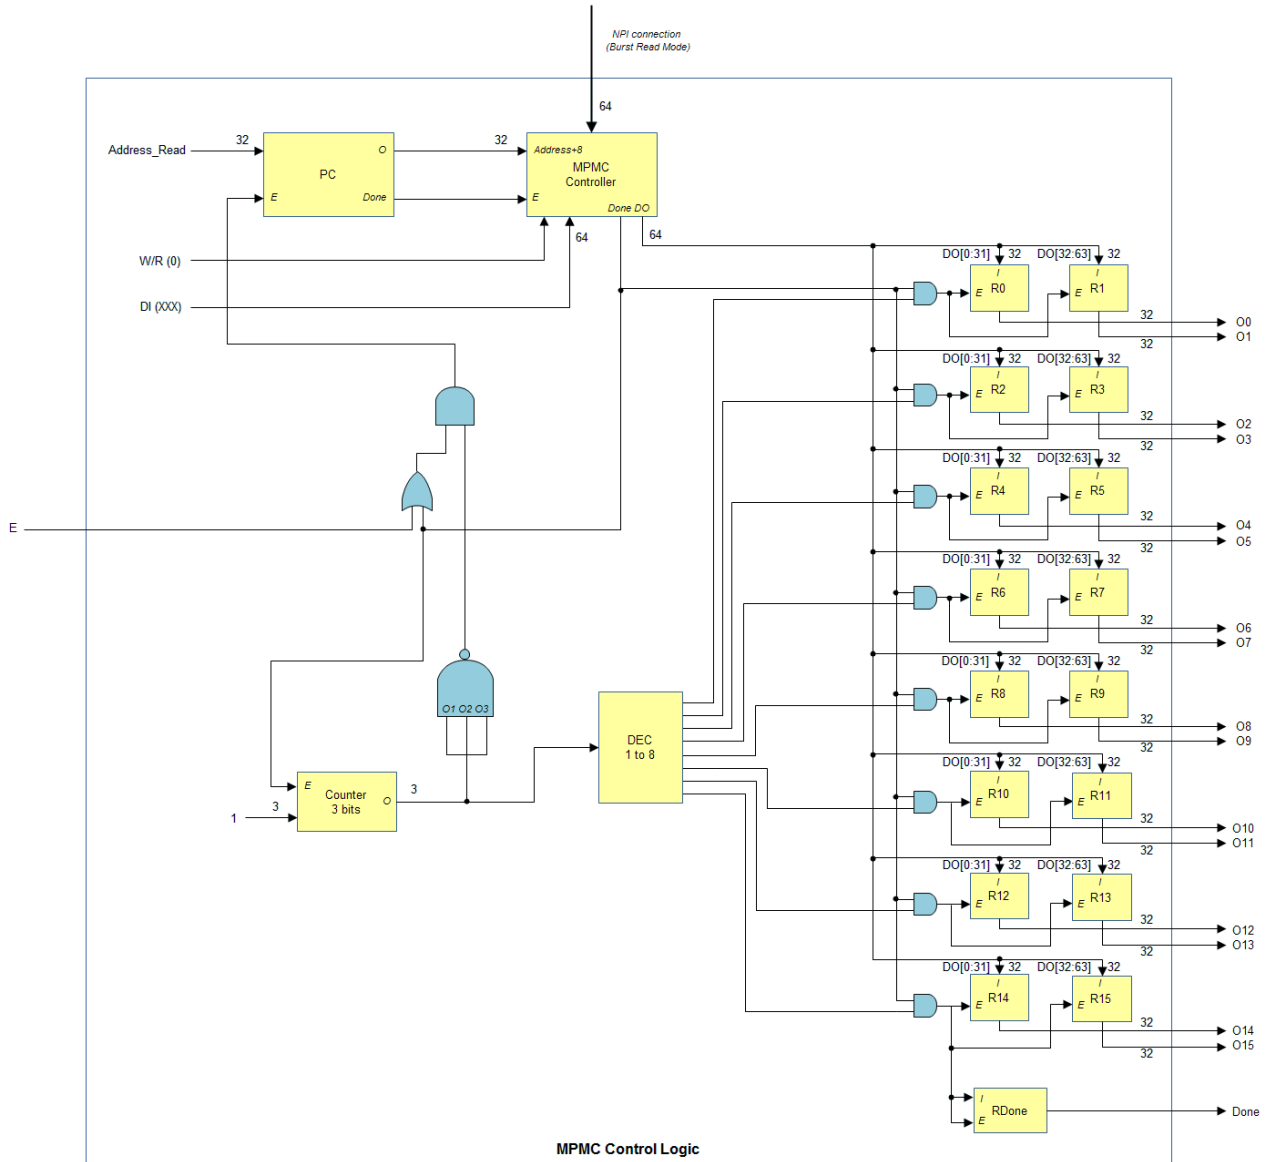 NPI connection
(Burst Read Mode)
64
Address_Read
32
O
PC
E
Done
32
Address+8
MPMC
Controller
E
Done DO
64
64
W/R (0)
DI (XXX)
DO[0:31]
32
DO[32:63]
32
I
E
R0
I
E
R1
32
O0
O1
32
DO[0:31]
32
DO[32:63]
32
I
E
R2
I
E
R3
32
O2
O3
32
DO[0:31]
32
DO[32:63]
32
I
E
R4
I
E
R5
32
O4
O5
32
E
DO[0:31]
32
DO[32:63]
32
I
E
R6
I
E
R7
32
O6
O7
32
DO[0:31]
32
DO[32:63]
32
I
E
R8
I
E
R9
32
O8
O9
32
O1 O2 O3
DEC
1 to 8
E
Counter
3 bits
O
3
3
1
DO[0:31]
32
DO[32:63]
32
I
E
R10
I
E
R11
32
O10
O11
32
DO[0:31]
32
DO[32:63]
32
I
E
R12
I
E
R13
32
O12
O13
32
DO[0:31]
32
DO[32:63]
32
I
E
R14
I
E
R15
32
O14
O15
32
I
E
RDone
Done
MPMC Control Logic